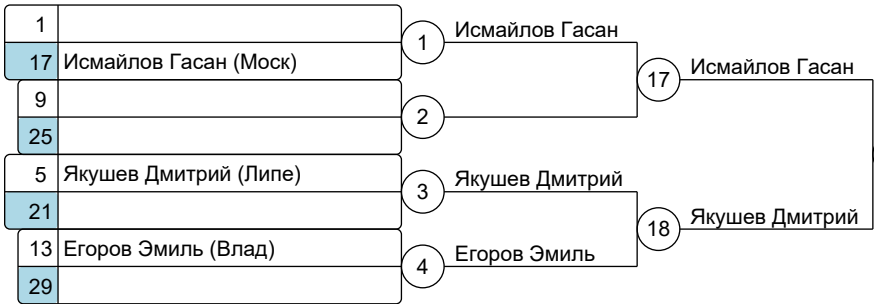 1
Исмайлов Гасан
1
17 Исмайлов Гасан (Моск)
Исмайлов Гасан
17
9
2
25
5 Якушев Дмитрий (Липе)
Якушев Дмитрий
3
21
Якушев Дмитрий
18
13 Егоров Эмиль (Влад)
Егоров Эмиль
4
29